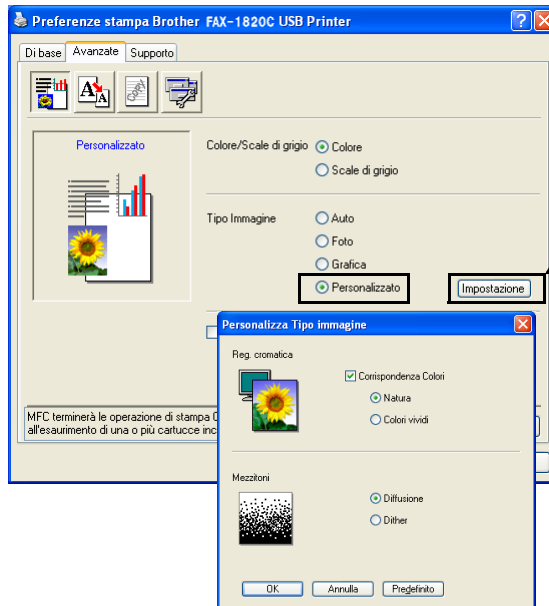 Preferenze stampa Brother FAX-1820C USB Printer
Di base Avanzate Supporto
Personalizzato
Colore/Scale di grigio Colore
Scale di grigio
Tipo Immagine Auto
Foto
Grafica
Personalizzato Impostazione
MFC terminerà le operazione di stampa
all'esaurimento di una o più cartucce
Personalizza Tipo immagine
Reg. cromatica
Corrispondenza Colori
Natura
Colori vividi
Mezzitoni
Diffusione
Dither
OK Annulla Predefinito